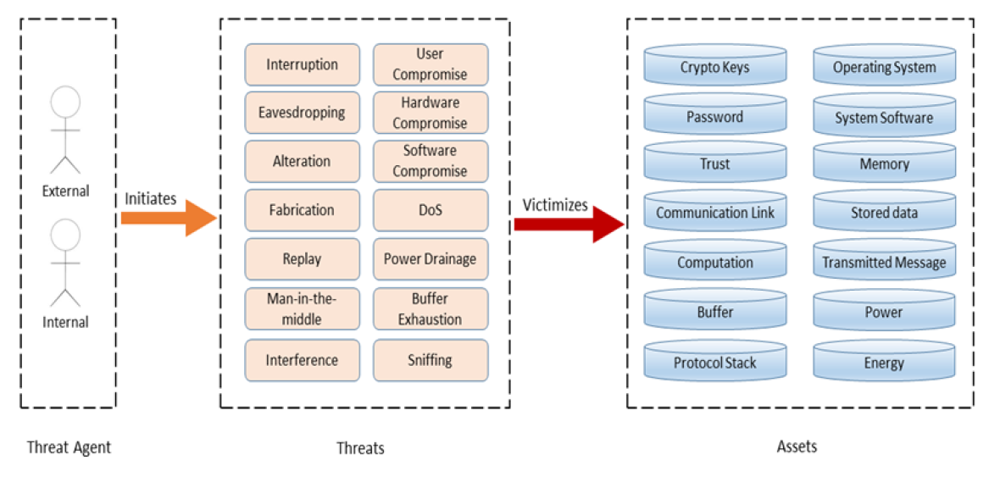 External
Internal
Threat Agent
Initiates
Interruption
User
Compromise
Eavesdropping
Hardware
Compromise
Alteration
Software
Compromise
Fabrication
DoS
Replay
Power Drainage
Man-in-the-
middle
Buffer
Exhaustion
Interference
Sniffing
Threats
Victimizes
Crypto Keys
Operating System
Password
System Software
Trust
Memory
Communication Link
Stored data
Computation
Transmitted Message
Buffer
Power
Protocol Stack
Energy
Assets